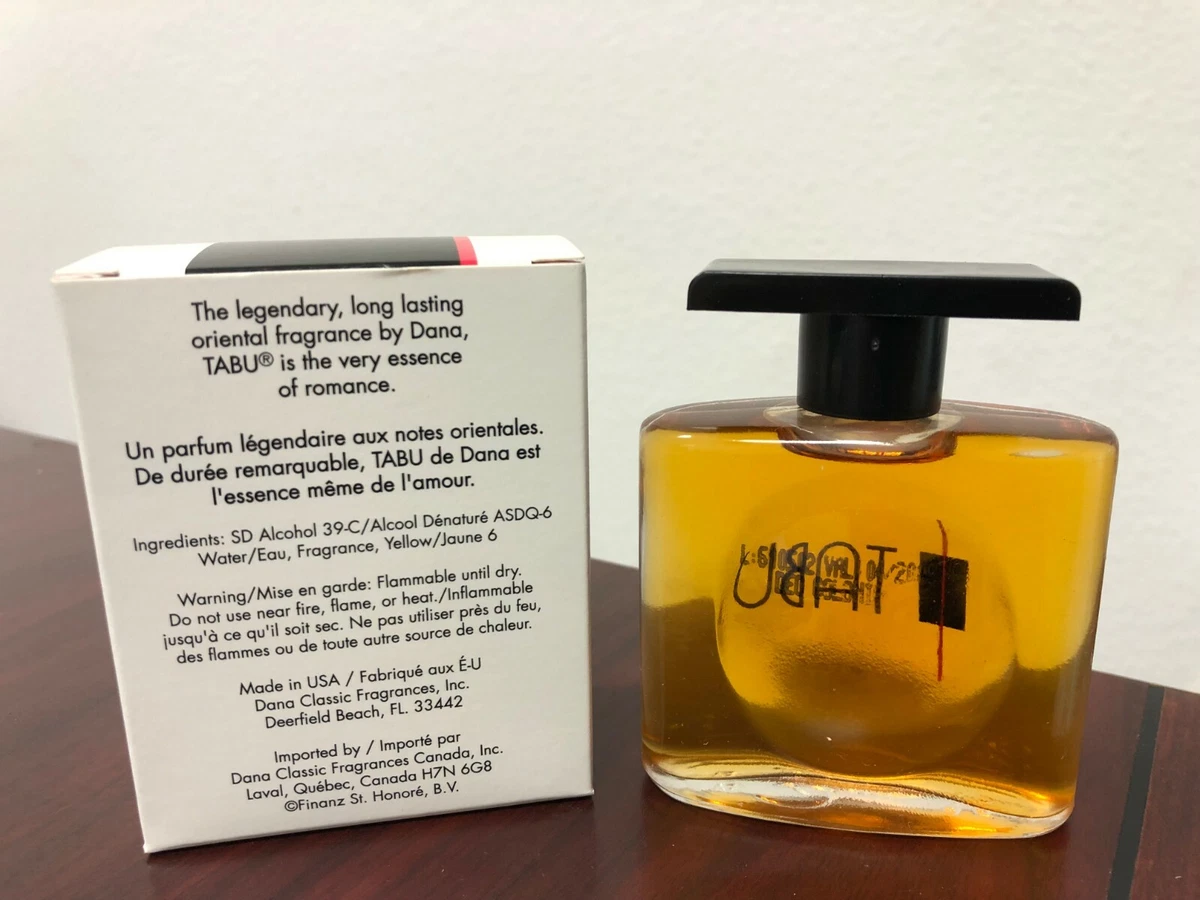 The legendary, long lasting
oriental fragrance by Dana,
TABU® is the very essence
of romance.
Un parfum légendaire aux notes orientales.
De durée remarquable, TABU de Dana est
l'essence même de l'amour.
Ingredients: SD Alcohol 39-C/Alcool Dénaturé ASDQ-6
Water/Eau, Fragrance, Yellow/Jaune 6
Warning/Mise en garde: Flammable until dry.
Do not use near fire, flame, or heat./Inflammable
jusqu'à ce qu'il soit sec. Ne pas utiliser près du feu,
des flammes ou de toute autre source de chaleur.
Made in USA / Fabriqué aux É-U
Dana Classic Fragrances, Inc.
Deerfield Beach, FL. 33442
Imported by / Importé par
Dana Classic Fragrances Canada, Inc.
Laval, Québec, Canada H7N 6G8
©Finanz St. Honoré, B.V.
TABU